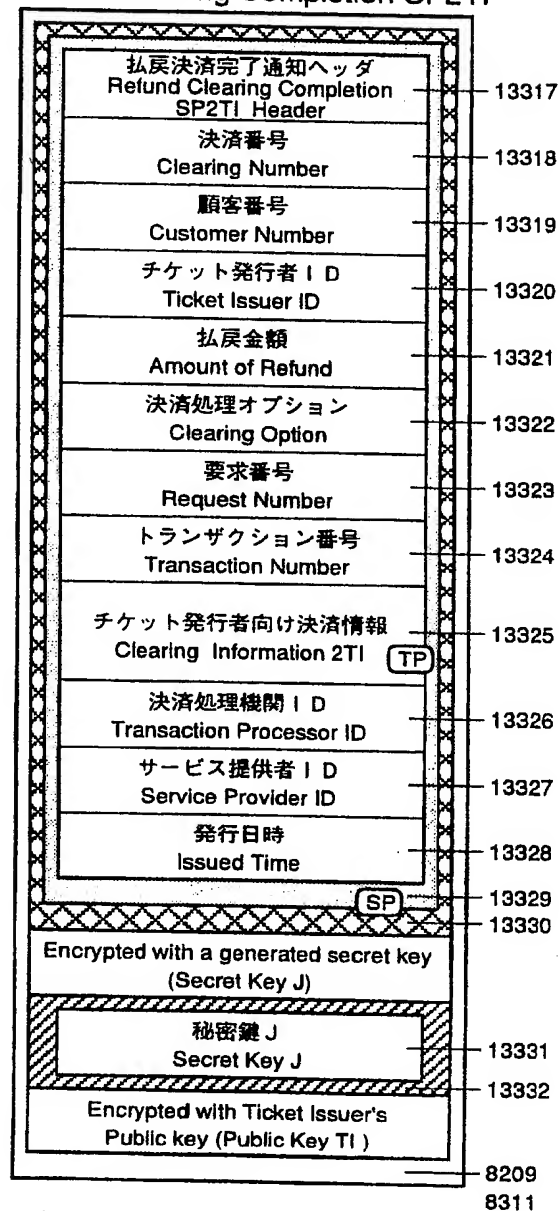 払戻決済完了通知ヘッダ
Refund Clearing Completion
SP2TI Header
13317
決済番号
Clearing Number
13318
顧客番号
Customer Number
13319
チケット発行者ID
Ticket Issuer ID
13320
払戻金額
Amount of Refund
13321
決済処理オプション
Clearing Option
13322
要求番号
Request Number
13323
トランザクション番号
Transaction Number
13324
チケット発行者向け決済情報
Clearing Information 2TI
TP
13325
決済処理機関ID
Transaction Processor ID
13326
サービス提供者ID
Service Provider ID
13327
発行日時
Issued Time
13328
SP
13329
13330
Encrypted with a generated secret key
(Secret Key J)
秘密鍵J
Secret Key J
13331
13332
Encrypted with Ticket Issuer's
Public key (Public Key TI )
8209
8311